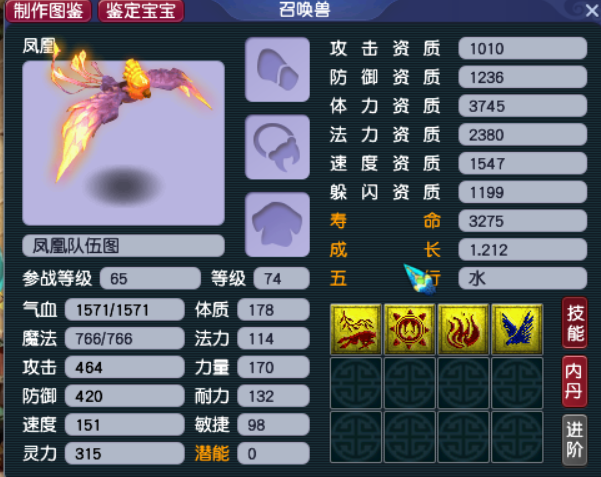 制作图鉴 鉴定宝宝 召唤兽
凤凰
攻击资质 1010
防御资质 1236
体力资质 3745
法力资质 2380
速度资质 1547
躲闪资质 1199
寿命 3275
成长 1.212
五行 水
凤凰队伍图
参战等级 65 等级 74
气血 1571/1571 体质 178
魔法 766/766 法力 114
攻击 464 力量 170
防御 420 耐力 132
速度 151 敏捷 98
灵力 315 潜能 0
技能
内丹
进阶